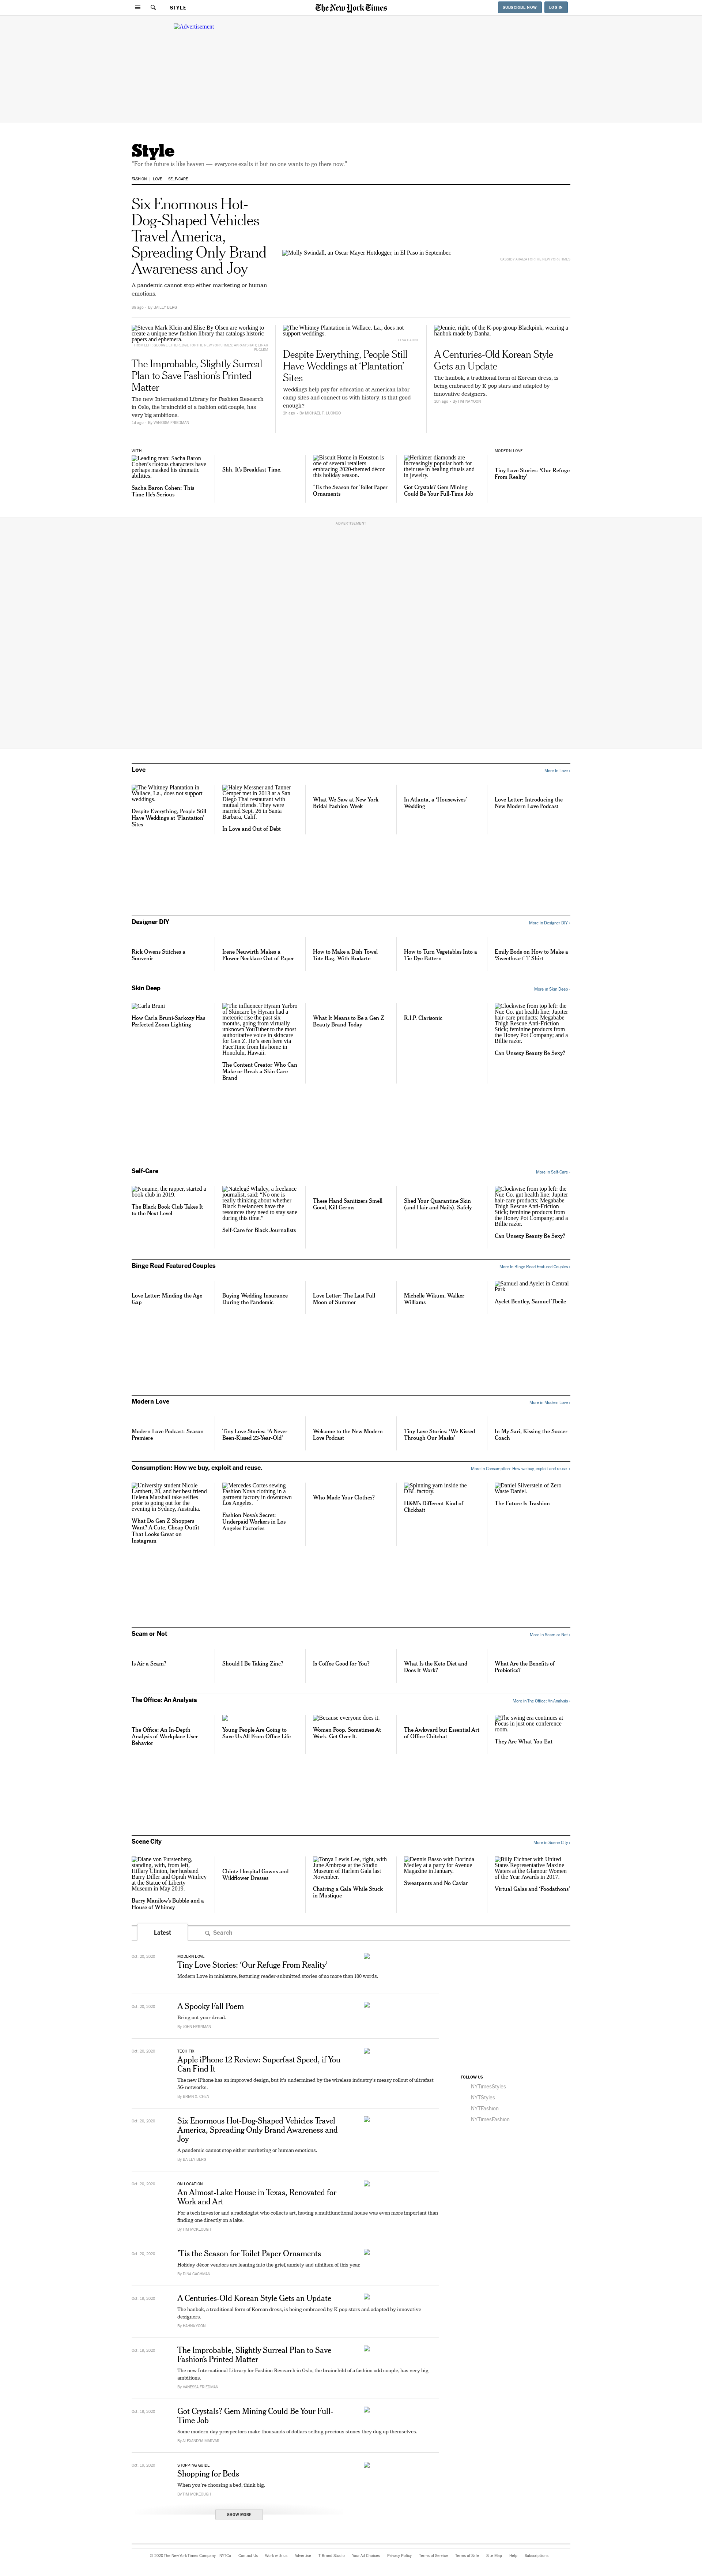 STYLE
The New York Times
SUBSCRIBE NOW
LOG IN
Advertisement
Style
"For the future is like heaven — everyone exalts it but no one wants to go there now."
FASHION
LOVE
SELF-CARE
Six Enormous Hot-
Dog-Shaped Vehicles
Travel America,
Spreading Only Brand
Awareness and Joy
A pandemic cannot stop either marketing or human
emotions.
By BAILEY BERG
Molly Swindall, an Oscar Mayer Hotdogger, in El Paso in September.
Steven Mark Klein and Elise By Olsen are working to
create a unique new fashion library that catalogs historic
papers and ephemera.
The Improbable, Slightly Surreal
Plan to Save Fashion's Printed
Matter
The new International Library for Fashion Research
in Oslo, the brainchild of a fashion odd couple, has
very big ambitions.
1d ago
By VANESSA FRIEDMAN
The Whitney Plantation in Wallace, La., does not
support weddings.
Despite Everything, People Still
Have Weddings at 'Plantation'
Sites
Weddings help pay for education at American labor
camp sites and connect us with history. Is that good
enough?
By MICHAEL T. LUONGO
Jennie, right, of the K-pop group Blackpink, wearing a
hanbok made by Danha.
A Centuries-Old Korean Style
Gets an Update
The hanbok, a traditional form of Korean dress, is
being embraced by K-pop stars and adapted by
innovative designers.
By HAHNA YOON
WITH ...
Leading man: Sacha Baron
Cohen's riotous characters have
perhaps masked his dramatic
abilities.
Sacha Baron Cohen: This
Time He's Serious
Shh. It's Breakfast Time.
Biscuit Home in Houston is
one of several retailers
embracing 2020-themed décor
this holiday season.
'Tis the Season for Toilet Paper
Ornaments
Herkimer diamonds are
increasingly popular both for
their use in healing rituals and
in jewelry.
Got Crystals? Gem Mining
Could Be Your Full-Time Job
MODERN LOVE
Tiny Love Stories: 'Our Refuge
From Reality'
ADVERTISEMENT
Love
More in Love ›
The Whitney Plantation in
Wallace, La., does not support
weddings.
Despite Everything, People Still
Have Weddings at 'Plantation'
Sites
Haley Messner and Tanner
Cemper met in 2013 at a San
Diego Thai restaurant with
mutual friends. They were
married Sept. 26 in Santa
Barbara, Calif.
In Love and Out of Debt
What We Saw at New York
Bridal Fashion Week
In Atlanta, a 'Housewives'
Wedding
Love Letter: Introducing the
New Modern Love Podcast
Designer DIY
More in Designer DIY ›
Rick Owens Stitches a
Souvenir
Irene Neuwirth Makes a
Flower Necklace Out of Paper
How to Make a Dish Towel
Tote Bag, With Rodarte
How to Turn Vegetables Into a
Tie-Dye Pattern
Emily Bode on How to Make a
'Sweetheart' T-Shirt
Skin Deep
More in Skin Deep ›
Carla Bruni
How Carla Bruni-Sarkozy Has
Perfected Zoom Lighting
The influencer Hyram Yarbro
of Skincare by Hyram had a
meteoric rise the past six
months, going from virtually
unknown YouTuber to the most
authoritative voice in skincare
for Gen Z. He's seen here via
FaceTime from his home in
Honolulu, Hawaii.
The Content Creator Who Can
Make or Break a Skin Care
Brand
What It Means to Be a Gen Z
Beauty Brand Today
R.I.P. Clarisonic
Clockwise from top left: the
Nue Co. gut health line; Jupiter
hair-care products; Megababe
Thigh Rescue Anti-Friction
Stick; feminine products from
the Honey Pot Company; and a
Billie razor.
Can Unsexy Beauty Be Sexy?
Self-Care
More in Self-Care ›
Noname, the rapper, started a
book club in 2019.
The Black Book Club Takes It
to the Next Level
Natelegé Whaley, a freelance
journalist, said: "No one is
really thinking about whether
Black freelancers have the
resources they need to stay sane
during this time."
Self-Care for Black Journalists
These Hand Sanitizers Smell
Good, Kill Germs
Shed Your Quarantine Skin
(and Hair and Nails), Safely
Clockwise from top left: the
Nue Co. gut health line; Jupiter
hair-care products; Megababe
Thigh Rescue Anti-Friction
Stick; feminine products from
the Honey Pot Company; and a
Billie razor.
Can Unsexy Beauty Be Sexy?
Binge Read Featured Couples
More in Binge Read Featured Couples ›
Love Letter: Minding the Age
Gap
Buying Wedding Insurance
During the Pandemic
Love Letter: The Last Full
Moon of Summer
Michelle Wikum, Walker
Williams
Samuel and Ayelet in Central
Park
Ayelet Bentley, Samuel Tbeile
Modern Love
More in Modern Love ›
Modern Love Podcast: Season
Premiere
Tiny Love Stories: 'A Never-
Been-Kissed 23-Year-Old'
Welcome to the New Modern
Love Podcast
Tiny Love Stories: 'We Kissed
Through Our Masks'
In My Sari, Kissing the Soccer
Coach
Consumption: How we buy, exploit and reuse.
More in Consumption: How we buy, exploit and reuse. ›
University student Nicole
Lambert, 20, and her best friend
Helena Marshall take selfies
prior to going out for the
evening in Sydney, Australia.
What Do Gen Z Shoppers
Want? A Cute, Cheap Outfit
That Looks Great on
Instagram
Mercedes Cortes sewing
Fashion Nova clothing in a
garment factory in downtown
Los Angeles.
Fashion Nova's Secret:
Underpaid Workers in Los
Angeles Factories
Who Made Your Clothes?
Spinning yarn inside the
DBL factory.
H&M's Different Kind of
Clickbait
Daniel Silverstein of Zero
Waste Daniel.
The Future Is Trashion
Scam or Not
More in Scam or Not ›
Is Air a Scam?
Should I Be Taking Zinc?
Is Coffee Good for You?
What Is the Keto Diet and
Does It Work?
What Are the Benefits of
Probiotics?
The Office: An Analysis
More in The Office: An Analysis ›
The Office: An In-Depth
Analysis of Workplace User
Behavior
Young People Are Going to
Save Us All From Office Life
Because everyone does it.
Women Poop. Sometimes At
Work. Get Over It.
The Awkward but Essential Art
of Office Chitchat
The swing era continues at
Focus in just one conference
room.
They Are What You Eat
Scene City
More in Scene City ›
Diane von Furstenberg,
standing, with, from left,
Hillary Clinton, her husband
Barry Diller and Oprah Winfrey
at the Statue of Liberty
Museum in May 2019.
Barry Manilow's Bubble and a
House of Whimsy
Chintz Hospital Gowns and
Wildflower Dresses
Tonya Lewis Lee, right, with
June Ambrose at the Studio
Museum of Harlem Gala last
November.
Chairing a Gala While Stuck
in Mustique
Dennis Basso with Dorinda
Medley at a party for Avenue
Magazine in January.
Sweatpants and No Caviar
Billy Eichner with United
States Representative Maxine
Waters at the Glamour Women
of the Year Awards in 2017.
Virtual Galas and 'Foodathons'
Latest
Search
Oct. 20, 2020
MODERN LOVE
Tiny Love Stories: 'Our Refuge From Reality'
Modern Love in miniature, featuring reader-submitted stories of no more than 100 words.
Oct. 20, 2020
A Spooky Fall Poem
Bring out your dread.
By JOHN HERRMAN
Oct. 20, 2020
TECH FIX
Apple iPhone 12 Review: Superfast Speed, if You
Can Find It
The new iPhone has an improved design, but it's undermined by the wireless industry's messy rollout of ultrafast
5G networks.
By BRIAN X. CHEN
Oct. 20, 2020
Six Enormous Hot-Dog-Shaped Vehicles Travel
America, Spreading Only Brand Awareness and
Joy
A pandemic cannot stop either marketing or human emotions.
By BAILEY BERG
Oct. 20, 2020
ON LOCATION
An Almost-Lake House in Texas, Renovated for
Work and Art
For a tech investor and a radiologist who collects art, having a multifunctional house was even more important than
finding one directly on a lake.
By TIM MCKEOUGH
Oct. 20, 2020
'Tis the Season for Toilet Paper Ornaments
Holiday décor vendors are leaning into the grief, anxiety and nihilism of this year.
By DINA GACHMAN
Oct. 19, 2020
A Centuries-Old Korean Style Gets an Update
The hanbok, a traditional form of Korean dress, is being embraced by K-pop stars and adapted by innovative
designers.
By HAHNA YOON
Oct. 19, 2020
The Improbable, Slightly Surreal Plan to Save
Fashion's Printed Matter
The new International Library for Fashion Research in Oslo, the brainchild of a fashion odd couple, has very big
ambitions.
By VANESSA FRIEDMAN
Oct. 19, 2020
Got Crystals? Gem Mining Could Be Your Full-
Time Job
Some modern-day prospectors make thousands of dollars selling precious stones they dug up themselves.
By ALEXANDRA MARVAR
Oct. 19, 2020
SHOPPING GUIDE
Shopping for Beds
When you're choosing a bed, think big.
By TIM MCKEOUGH
SHOW MORE
FOLLOW US
NYTimesStyles
NYTStyles
NYTFashion
NYTimesFashion
© 2020 The New York Times Company
NYTCo
Contact Us
Work with us
Advertise
T Brand Studio
Your Ad Choices
Privacy Policy
Terms of Service
Terms of Sale
Site Map
Help
Subscriptions